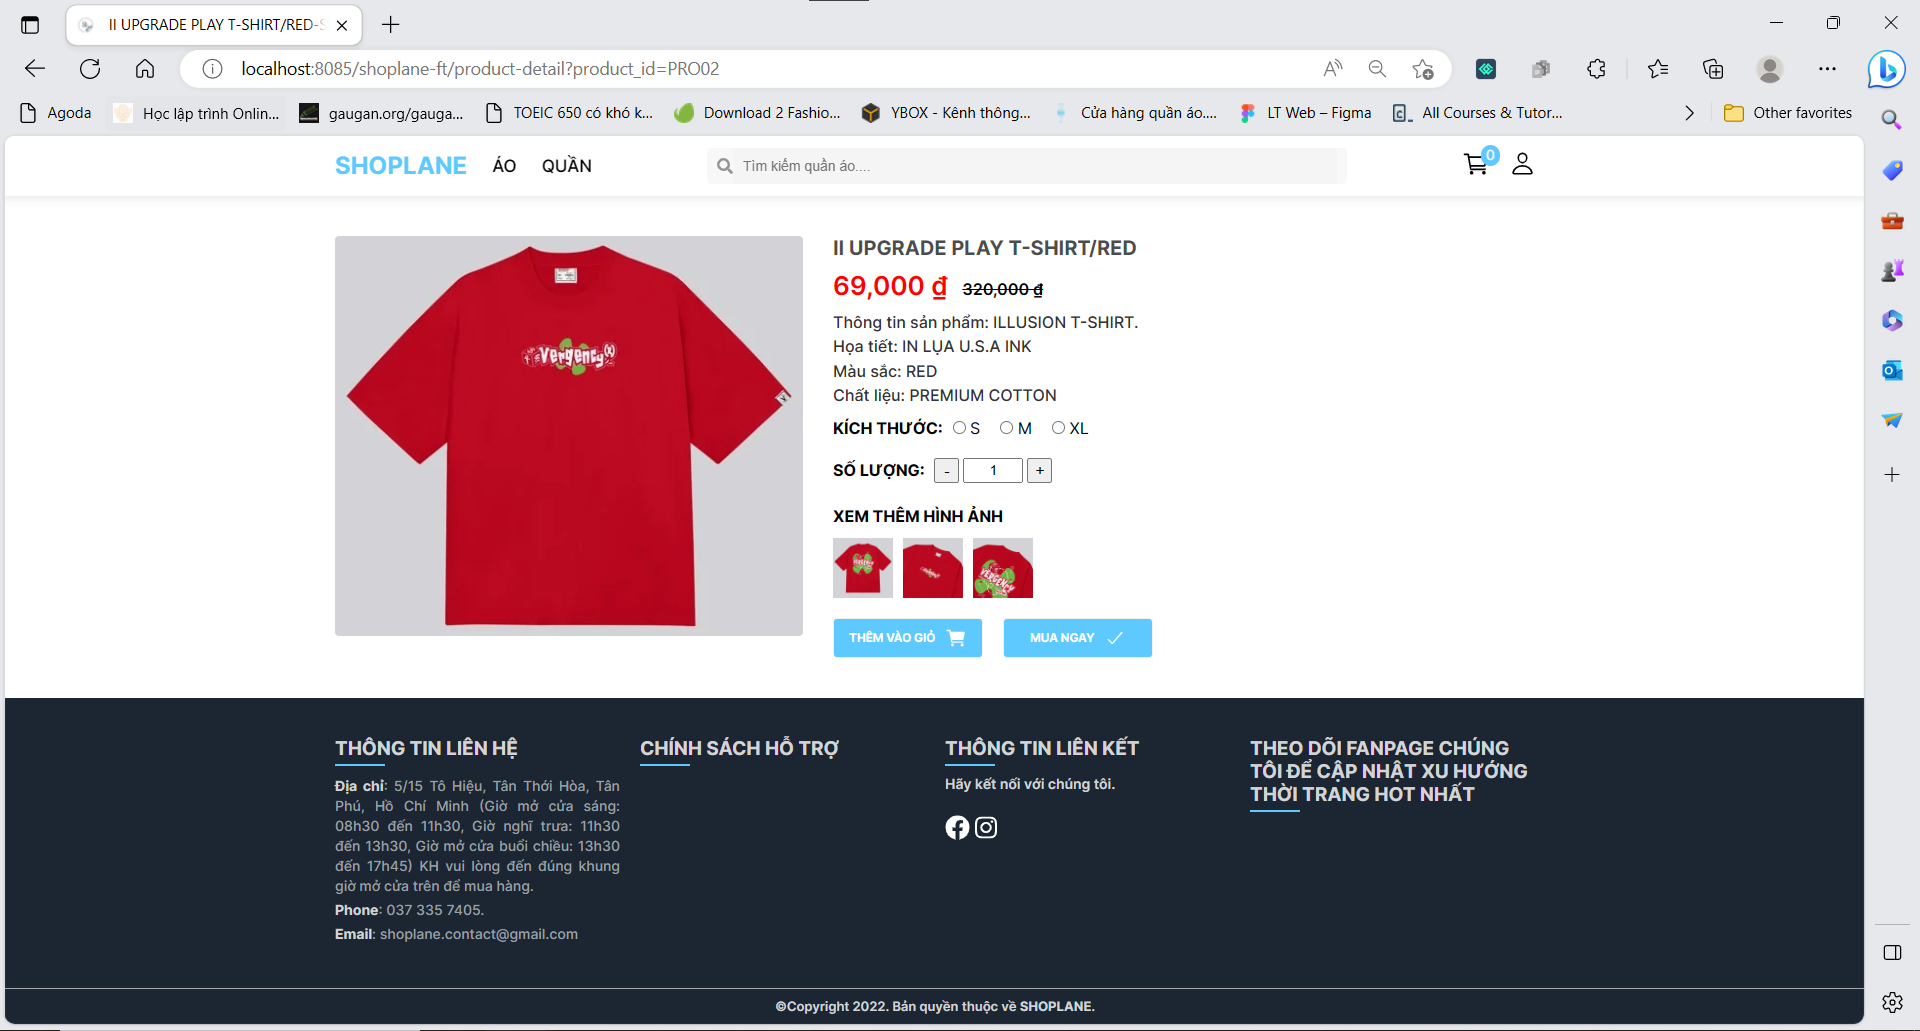 II UPGRADE PLAY T-SHIRT/RED-S
localhost:8085/shoplane-ft/product-detail?product_id=PRO02
Agoda
Học lập trình Onlin...
gaugan.org/gauga...
TOEIC 650 có khó k...
Download 2 Fashio...
YBOX - Kênh thông...
Cửa hàng quần áo....
LT Web – Figma
All Courses & Tutor...
Other favorites
SHOPLANE
ÁO
QUẦN
Tìm kiếm quần áo....
0
II UPGRADE PLAY T-SHIRT/RED
69,000 ₫ 320,000 ₫
Thông tin sản phẩm: ILLUSION T-SHIRT.
Họa tiết: IN LỤA U.S.A INK
Màu sắc: RED
Chất liệu: PREMIUM COTTON
KÍCH THƯỚC: S M XL
SỐ LƯỢNG: - 1 +
XEM THÊM HÌNH ẢNH
THÊM VÀO GIỎ
MUA NGAY
Vergency
VERGENCY
THÔNG TIN LIÊN HỆ
Địa chỉ: 5/15 Tô Hiệu, Tân Thới Hòa, Tân
Phú, Hồ Chí Minh (Giờ mở cửa sáng:
08h30 đến 11h30, Giờ nghĩ trưa: 11h30
đến 13h30, Giờ mở cửa buổi chiều: 13h30
đến 17h45) KH vui lòng đến đúng khung
giờ mở cửa trên để mua hàng.
Phone: 037 335 7405.
Email: shoplane.contact@gmail.com
CHÍNH SÁCH HỖ TRỢ
THÔNG TIN LIÊN KẾT
Hãy kết nối với chúng tôi.
THEO DÕI FANPAGE CHÚNG
TÔI ĐỂ CẬP NHẬT XU HƯỚNG
THỜI TRANG HOT NHẤT
©Copyright 2022. Bản quyền thuộc về SHOPLANE.